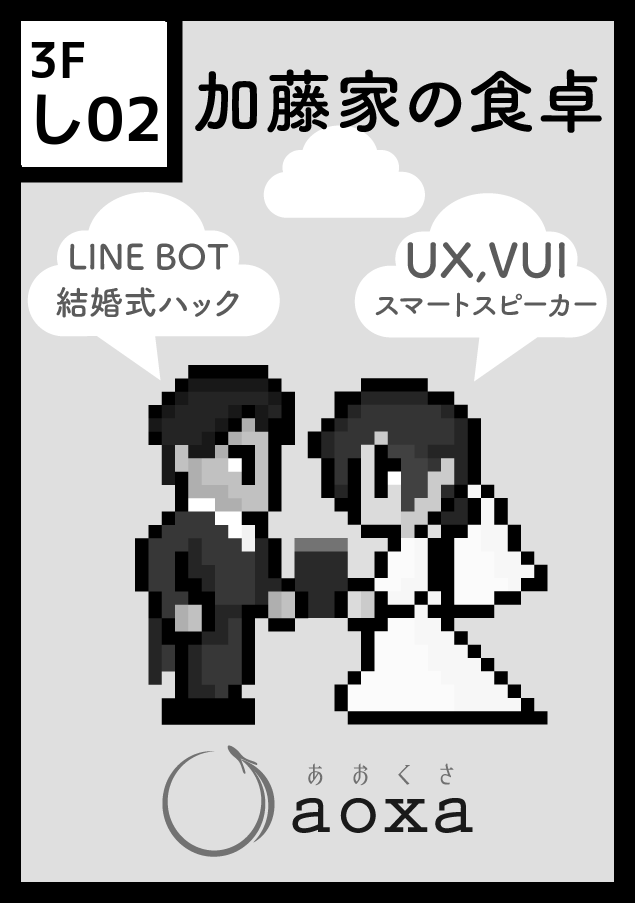 3F
し02
加藤家の食卓
LINE BOT
結婚式ハック
UX,VUI
スマートスピーカー
あおくさ
aoxa